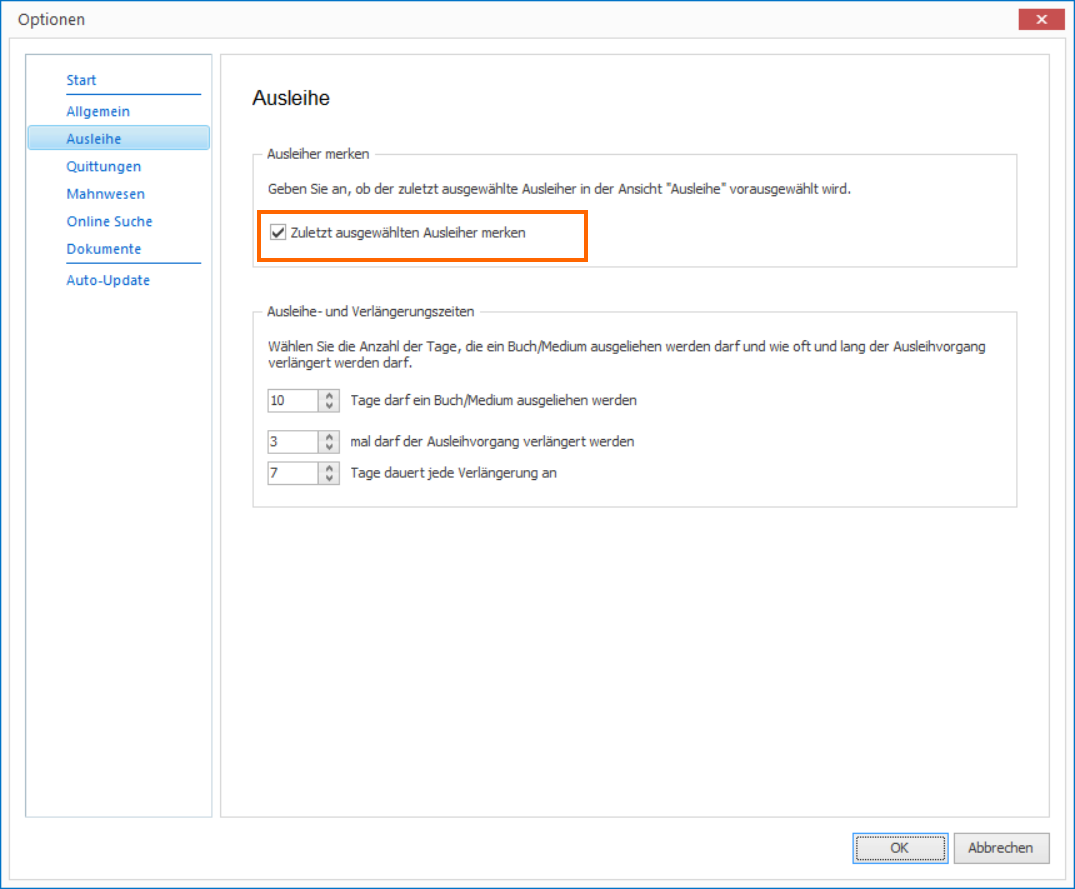 Optionen
Start
Allgemein
Ausleihe
Quittungen
Mahnwesen
Online Suche
Dokumente
Auto-Update
Ausleihe
Ausleiher merken
Geben Sie an, ob der zuletzt ausgewählte Ausleiher in der Ansicht "Ausleihe" vorausgewählt wird.
Zuletzt ausgewählten Ausleiher merken
Ausleihe- und Verlängerungszeiten
Wählen Sie die Anzahl der Tage, die ein Buch/Medium ausgeliehen werden darf und wie oft und lang der Ausleihvorgang
verlängert werden darf.
10 Tage darf ein Buch/Medium ausgeliehen werden
3 mal darf der Ausleihvorgang verlängert werden
7 Tage dauert jede Verlängerung an
OK Abbrechen